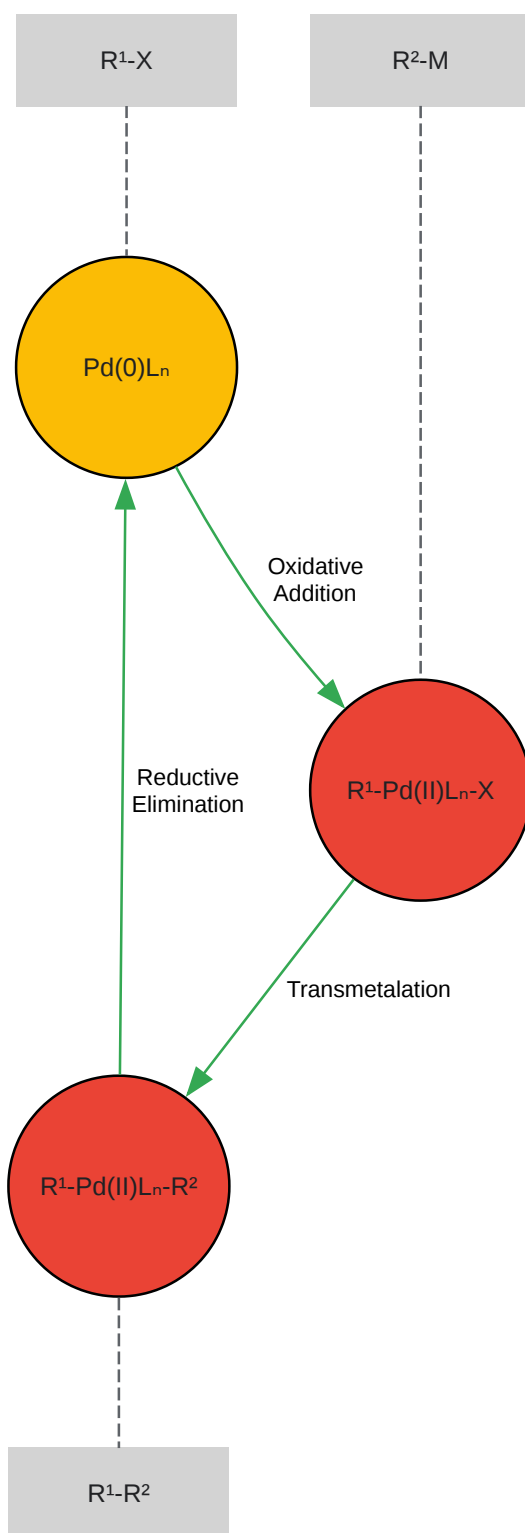 R¹-X
R²-M
Pd(0)Lₙ
Oxidative
Addition
R¹-Pd(II)Lₙ-X
Reductive
Elimination
Transmetalation
R¹-Pd(II)Lₙ-R²
R¹-R²